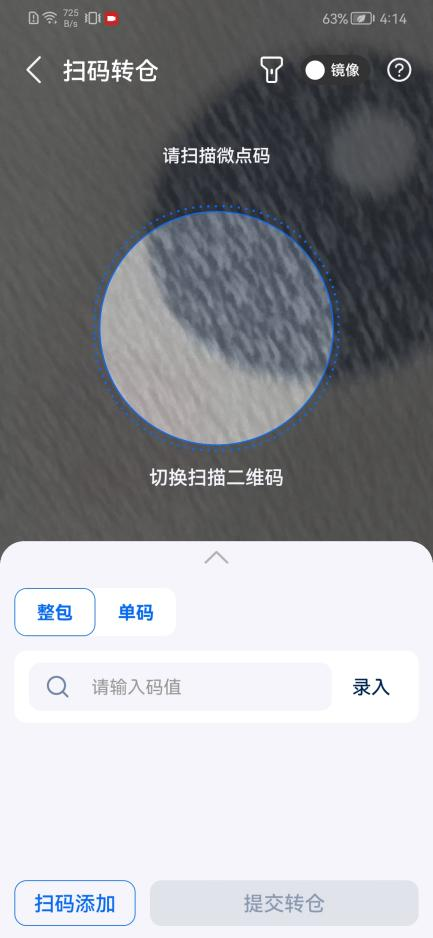 725
B/s
63%
4:14
扫码转仓
镜像
请扫描微点码
切换扫描二维码
整包
单码
请输入码值
录入
扫码添加
提交转仓